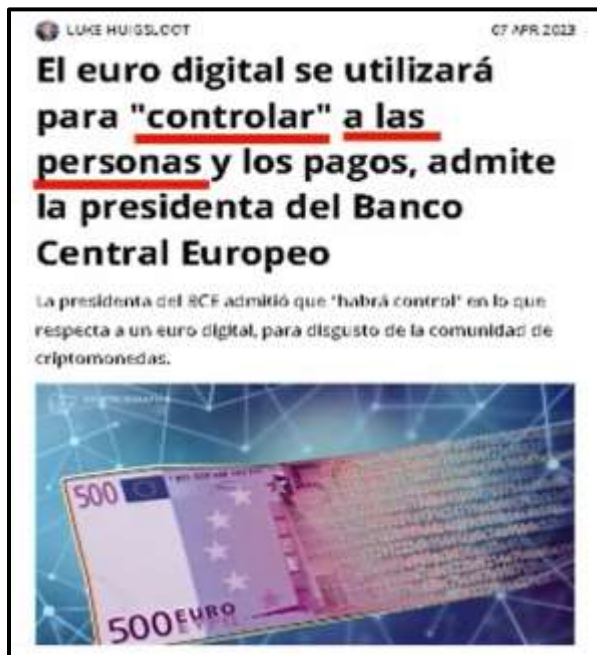 LUKE HUIGSLOOT
07 APR 2023
El euro digital se utilizará
para "controlar" a las
personas y los pagos, admite
la presidenta del Banco
Central Europeo
La presidenta del BCE admitió que "habrá control" en lo que
respecta a un euro digital, para disgusto de la comunidad de
criptomonedas.
500
500 EURO